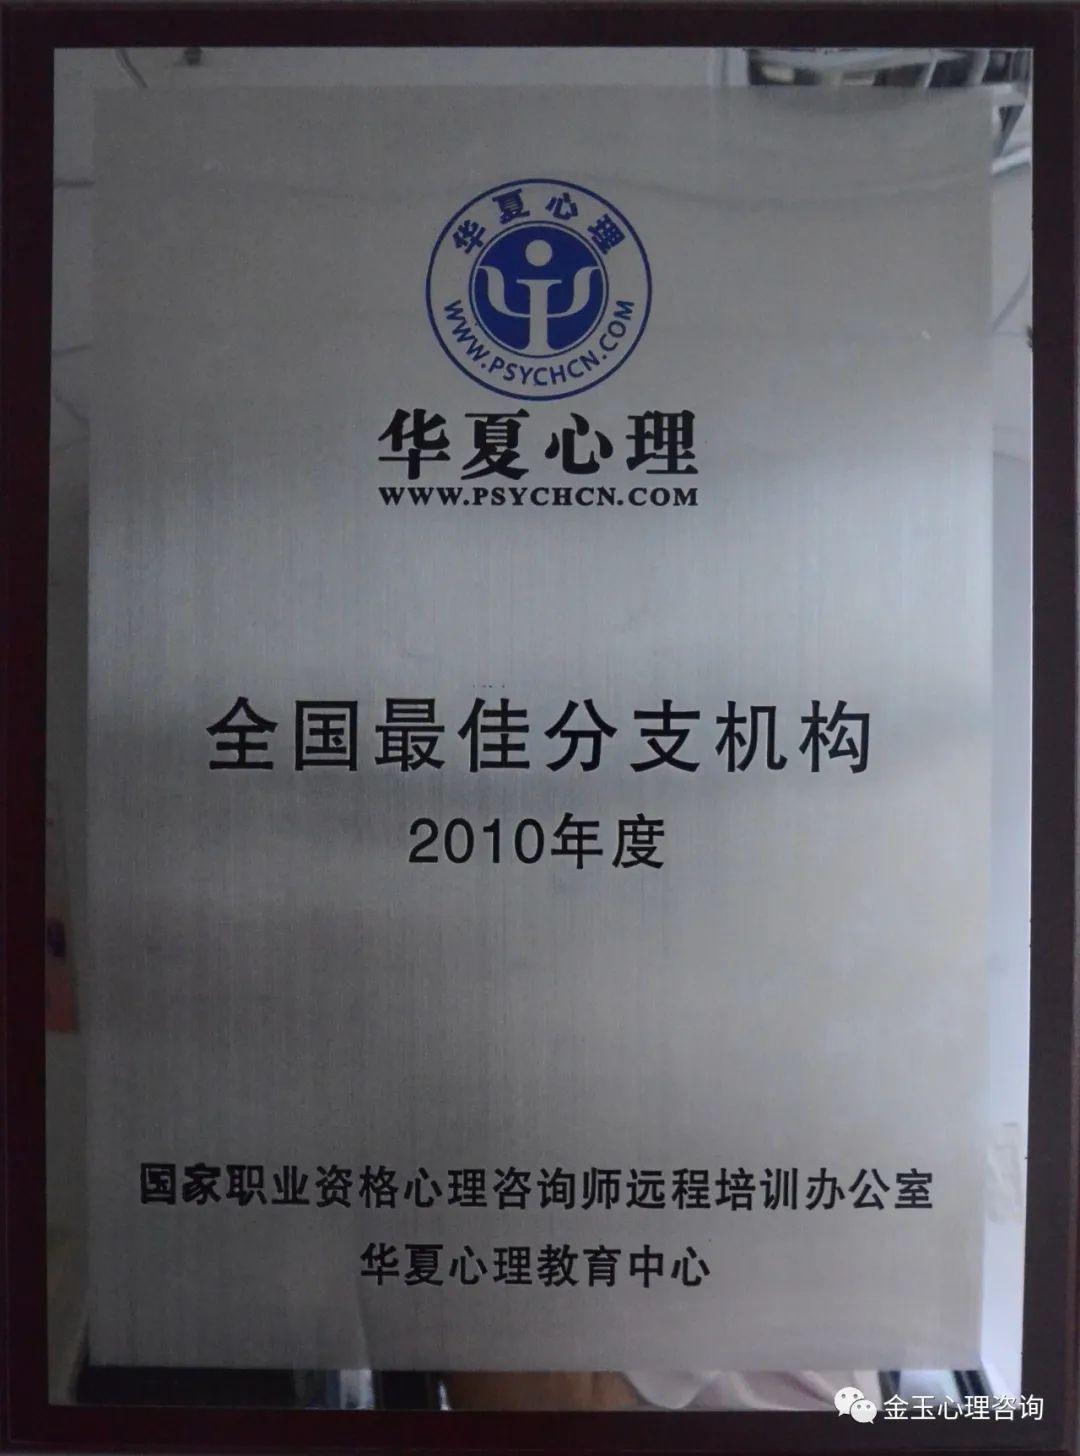 华夏心理
WWW.PSYCHCN.COM
华夏心理
WWW.PSYCHCN.COM
全国最佳分支机构
2010年度
国家职业资格心理咨询师远程培训办公室
华夏心理教育中心
金玉心理咨询